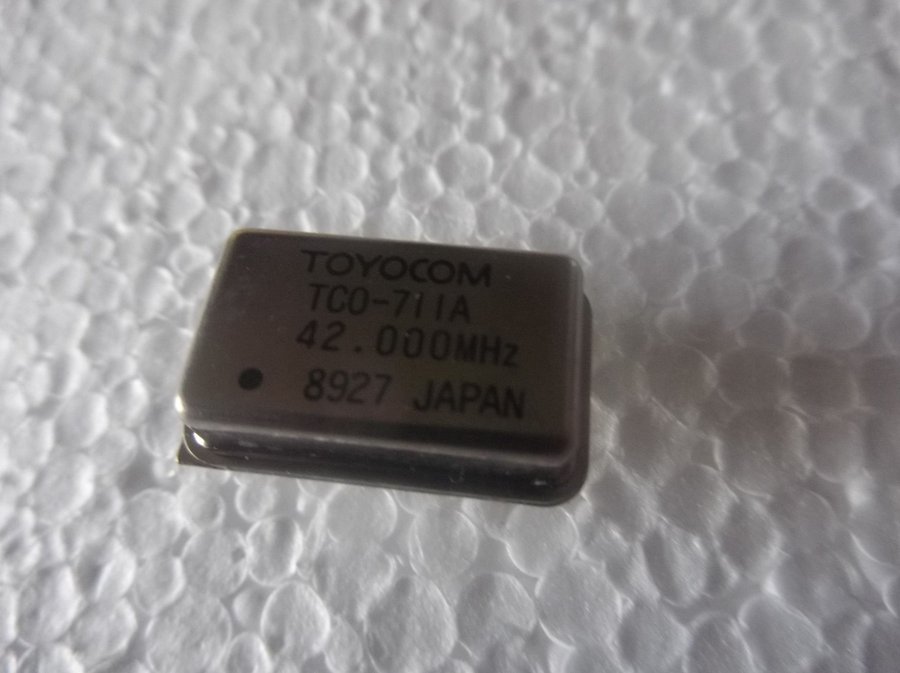 TOYOCOM
TCO-711A
42.000MHz
8927 JAPAN